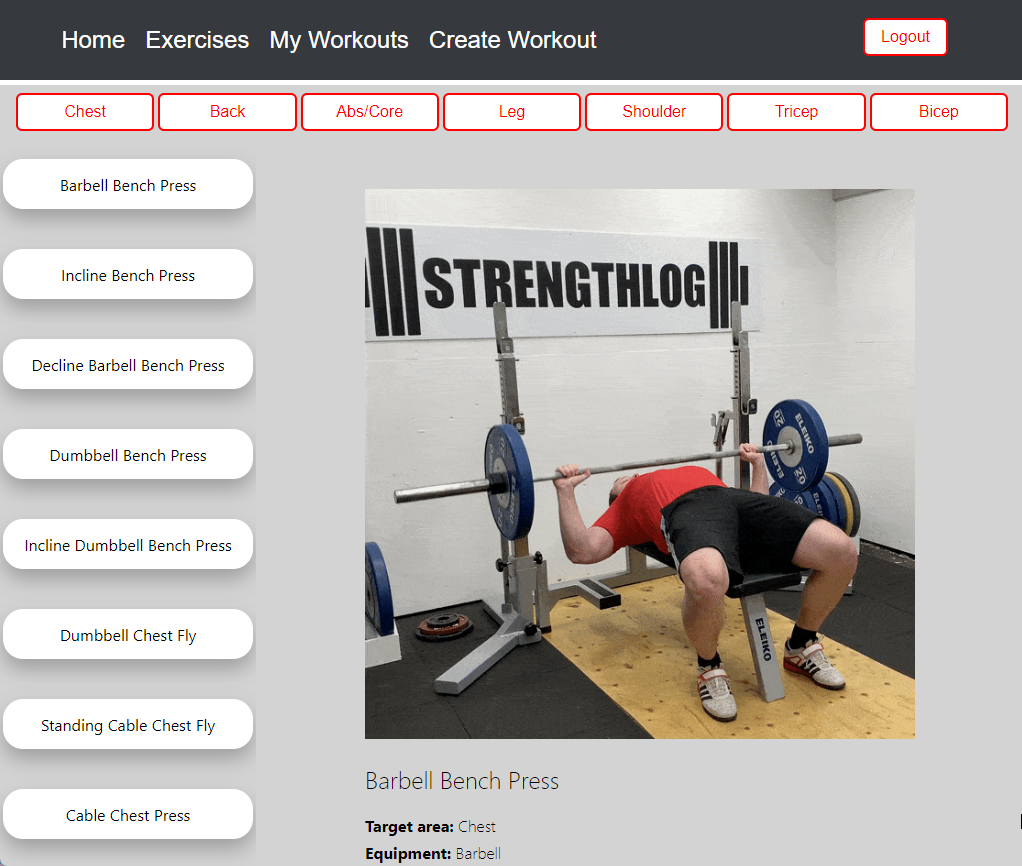 Home Exercises My Workouts Create Workout Logout
Chest Back Abs/Core Leg Shoulder Tricep Bicep
Barbell Bench Press
Incline Bench Press
Decline Barbell Bench Press
Dumbbell Bench Press
Incline Dumbbell Bench Press
Dumbbell Chest Fly
Standing Cable Chest Fly
Cable Chest Press
STRENGTHLOG
20
ELEIKO
20
ELEIKO
Barbell Bench Press
Target area: Chest
Equipment: Barbell